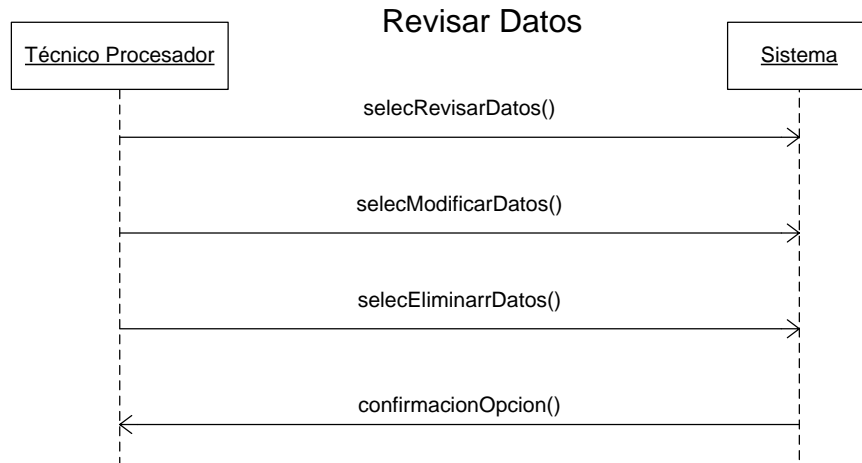 Revisar Datos
Técnico Procesador
Sistema
selecRevisarDatos()
selecModificarDatos()
selecEliminarrDatos()
confirmacionOpcion()